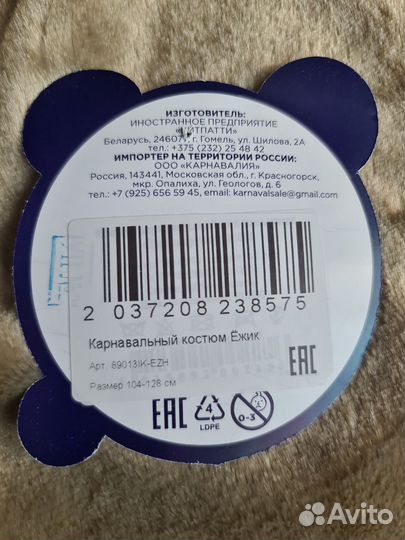 ИЗГОТОВИТЕЛЬ:
ИНОСТРАННОЕ ПРЕДПРИЯТИЕ
Беларусь, 246071, г. Гомель, ул. Шилова, 2А
тел.: +375 (232) 25 48 42
ИМПОРТЕР НА ТЕРРИТОРИИ РОССИИ:
ООО «КАРНАВАЛИЯ»
Россия, 143441, Московская обл., г. Красногорск,
мкр. Опалиха, ул. Геологов, д. 6
тел.: +7 (925) 656 59 45, email: karnavalsale@gmail.com
2 037208 238575
Карнавальный костюм Ёжик
Арт. 89013IK-EZH
Размер 104-128 см
EAC
EAC
4
LDPE
0-3
Avito